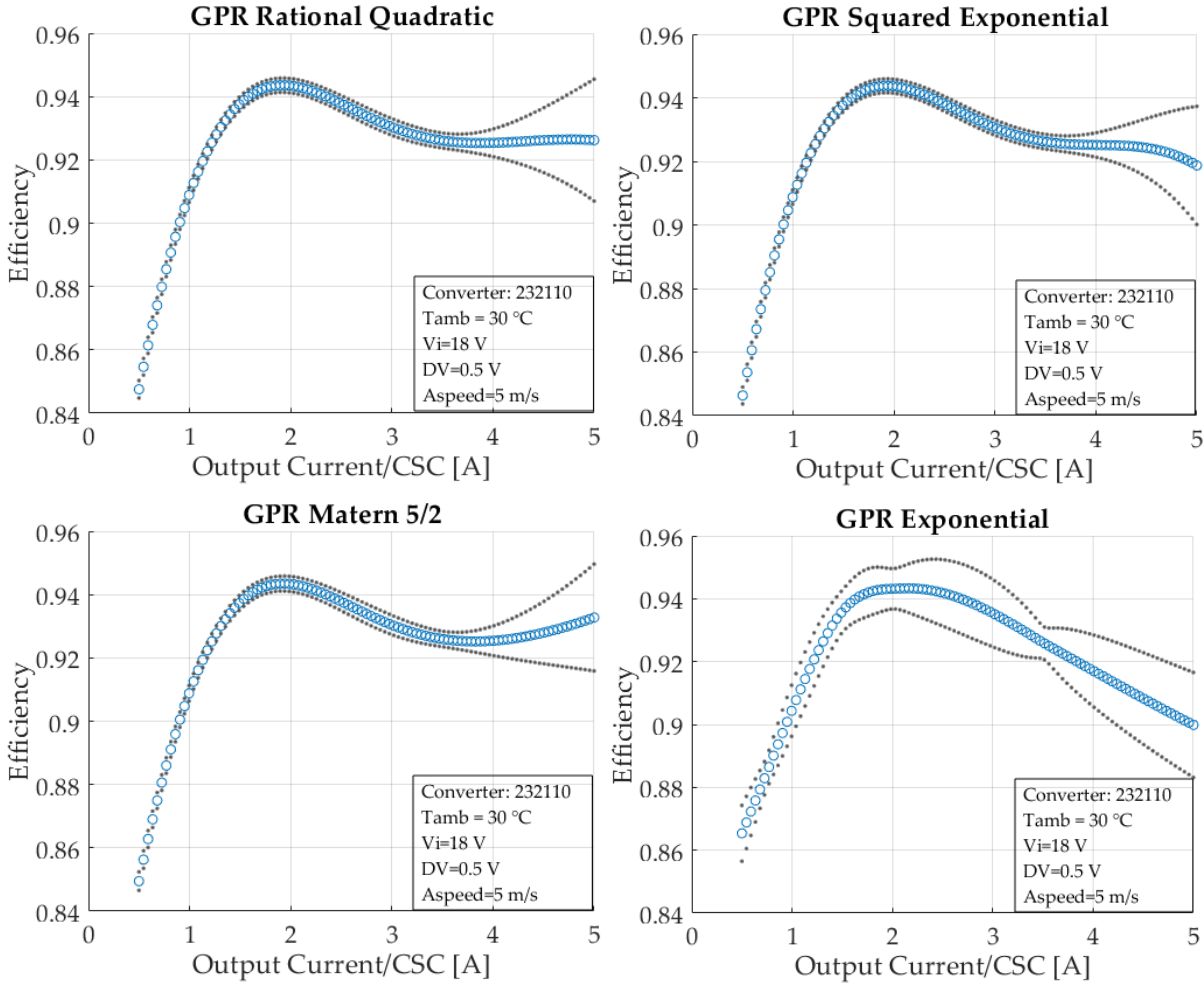 GPR Rational Quadratic
0.96
0.94
0.92
0.9
0.88
0.86
0.84
Efficiency
Converter: 232110
Tamb = 30 °C
Vi=18 V
DV=0.5 V
Aspeed=5 m/s
0 1 2 3 4 5
Output Current/CSC [A]
GPR Squared Exponential
0.96
0.94
0.92
0.9
0.88
0.86
0.84
Efficiency
Converter: 232110
Tamb = 30 °C
Vi=18 V
DV=0.5 V
Aspeed=5 m/s
0 1 2 3 4 5
Output Current/CSC [A]
GPR Matern 5/2
0.96
0.94
0.92
0.9
0.88
0.86
0.84
Efficiency
Converter: 232110
Tamb = 30 °C
Vi=18 V
DV=0.5 V
Aspeed=5 m/s
0 1 2 3 4 5
Output Current/CSC [A]
GPR Exponential
0.96
0.94
0.92
0.9
0.88
0.86
0.84
Efficiency
Converter: 232110
Tamb = 30 °C
Vi=18 V
DV=0.5 V
Aspeed=5 m/s
0 1 2 3 4 5
Output Current/CSC [A]